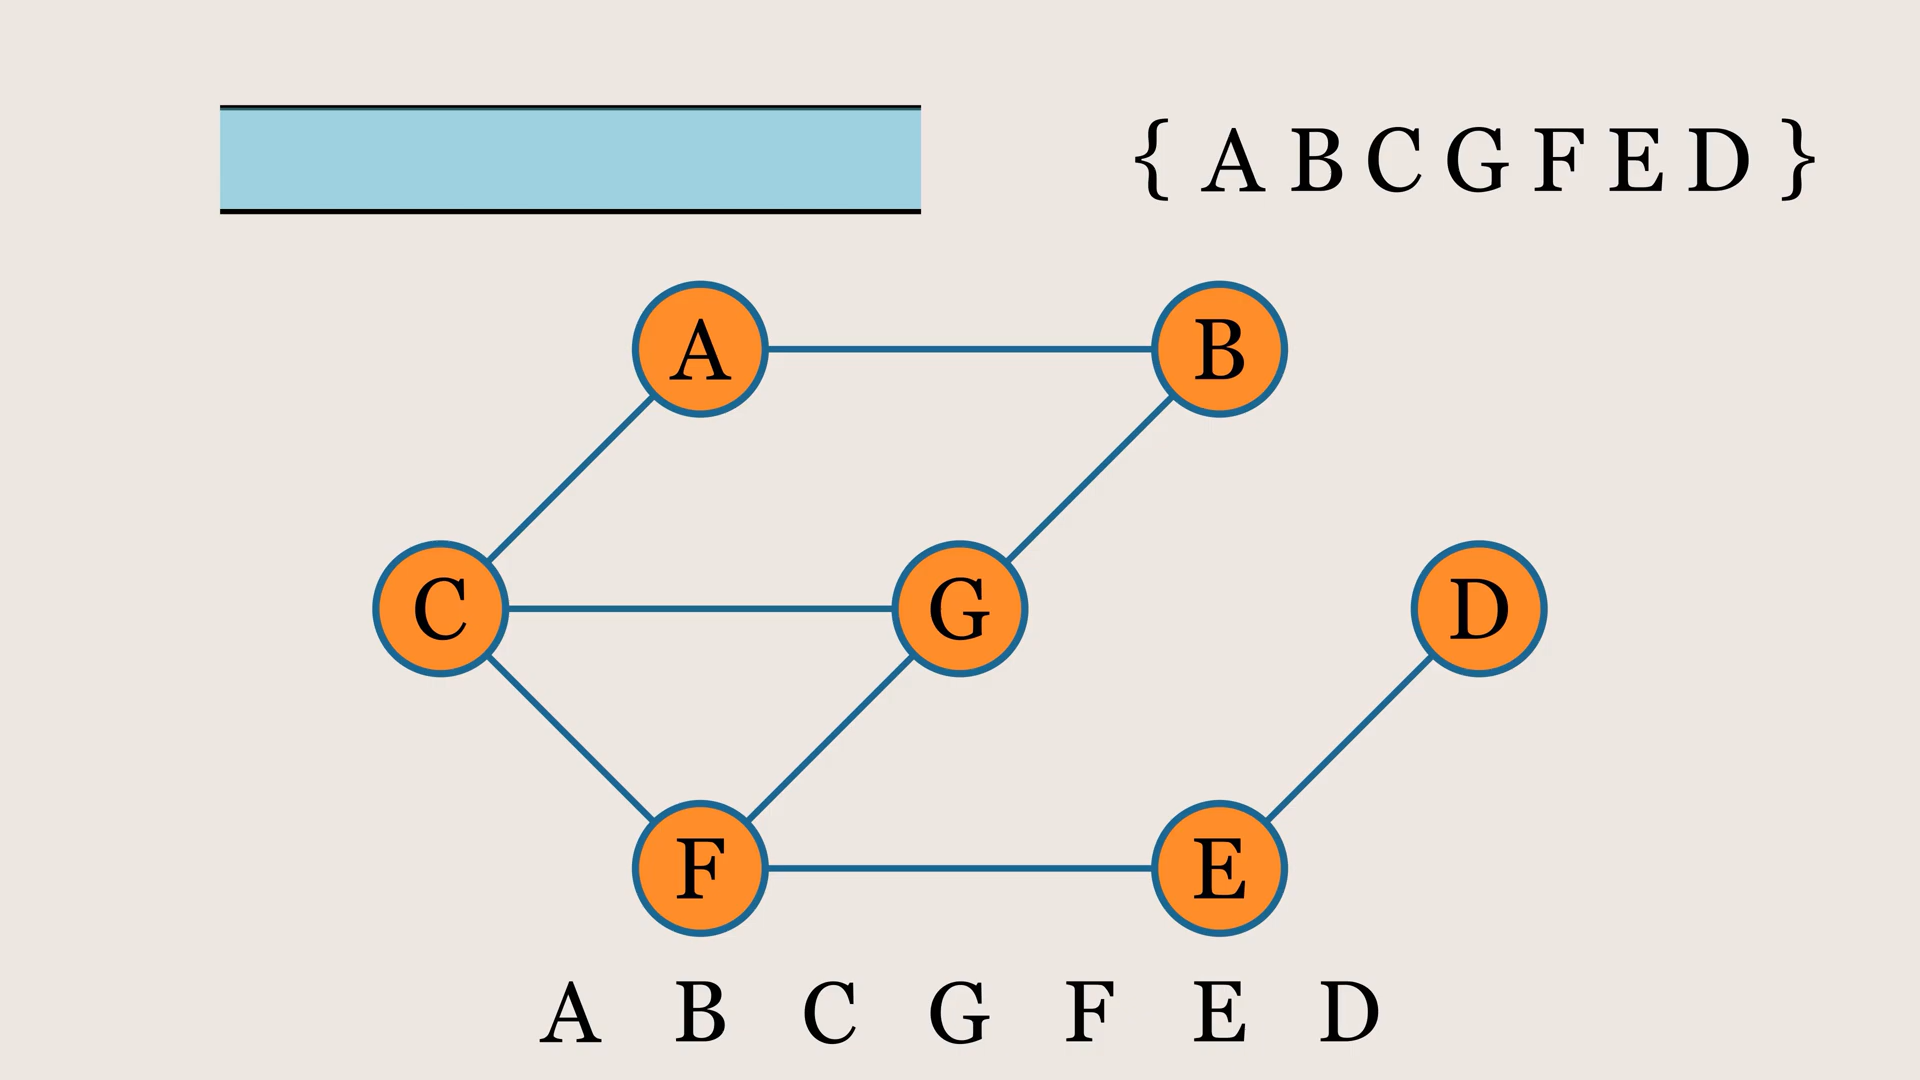 { A B C G F E D }
A B
C G D
F E
A B C G F E D